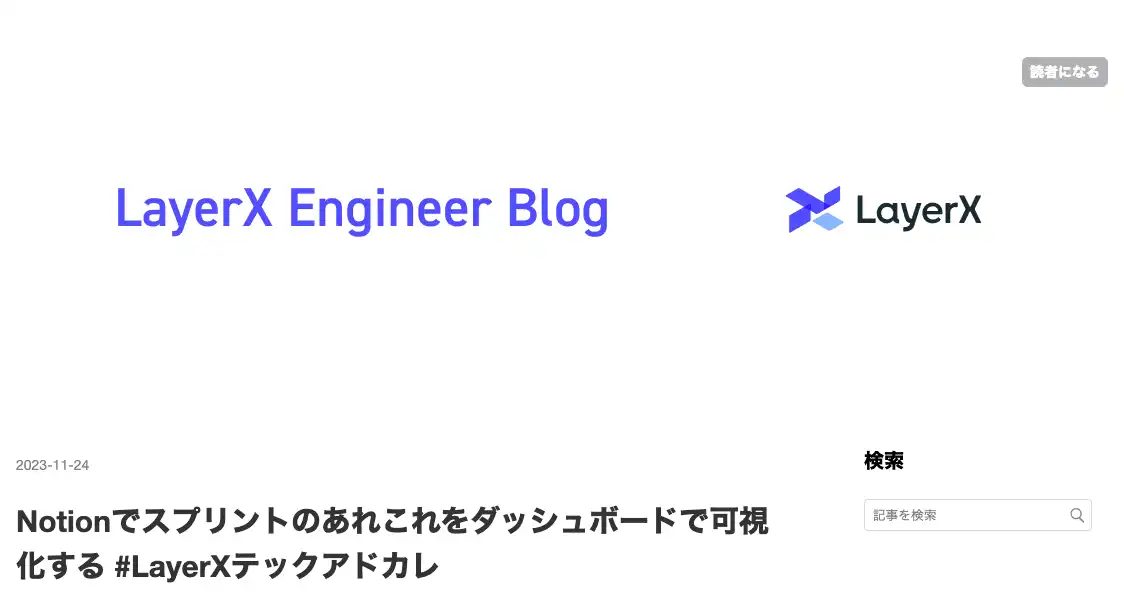 読者になる
LayerX Engineer Blog
LayerX
2023-11-24
Notionでスプリントのあれこれをダッシュボードで可視
化する #LayerXテックアドカレ
検索
記事を検索